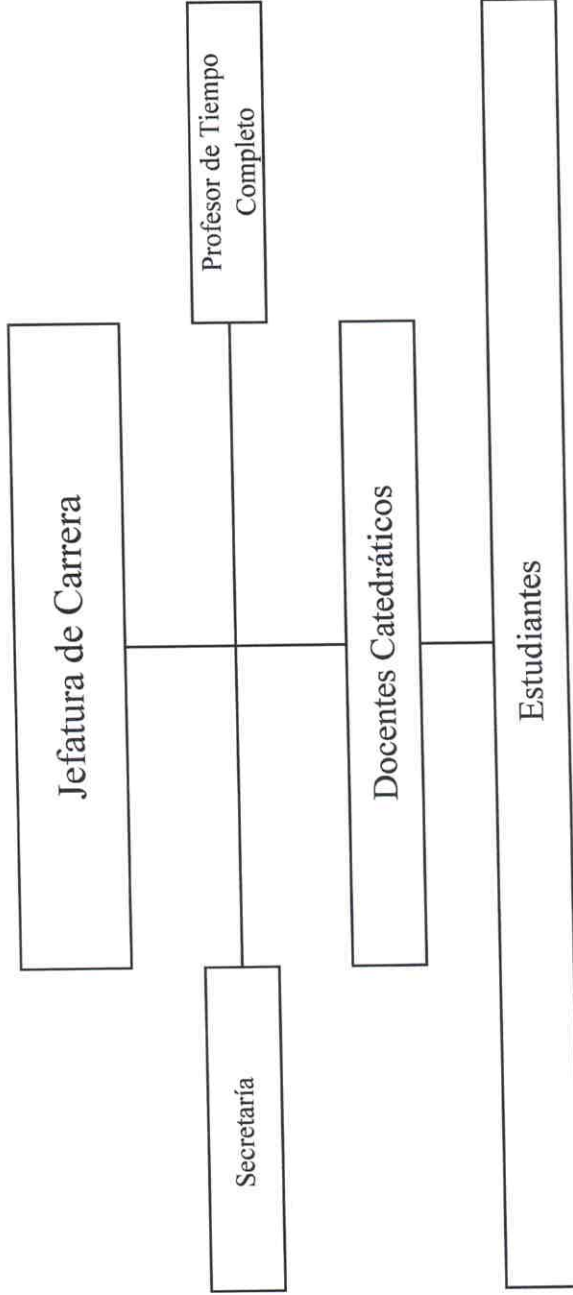 Jefatura de Carrera
Secretaría
Profesor de Tiempo
Completo
Docentes Catedráticos
Estudiantes